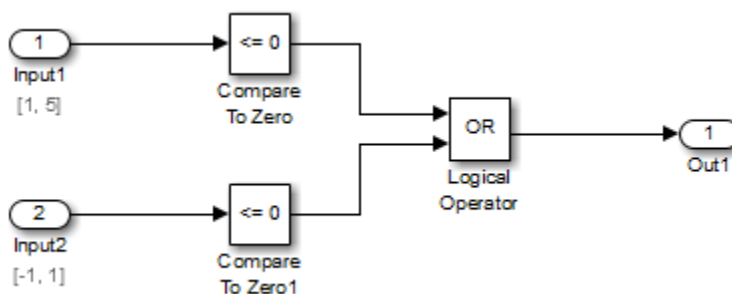 1
Input1
[1, 5]
<= 0
Compare
To Zero
OR
Logical
Operator
1
Out1
2
Input2
[-1, 1]
<= 0
Compare
To Zero1